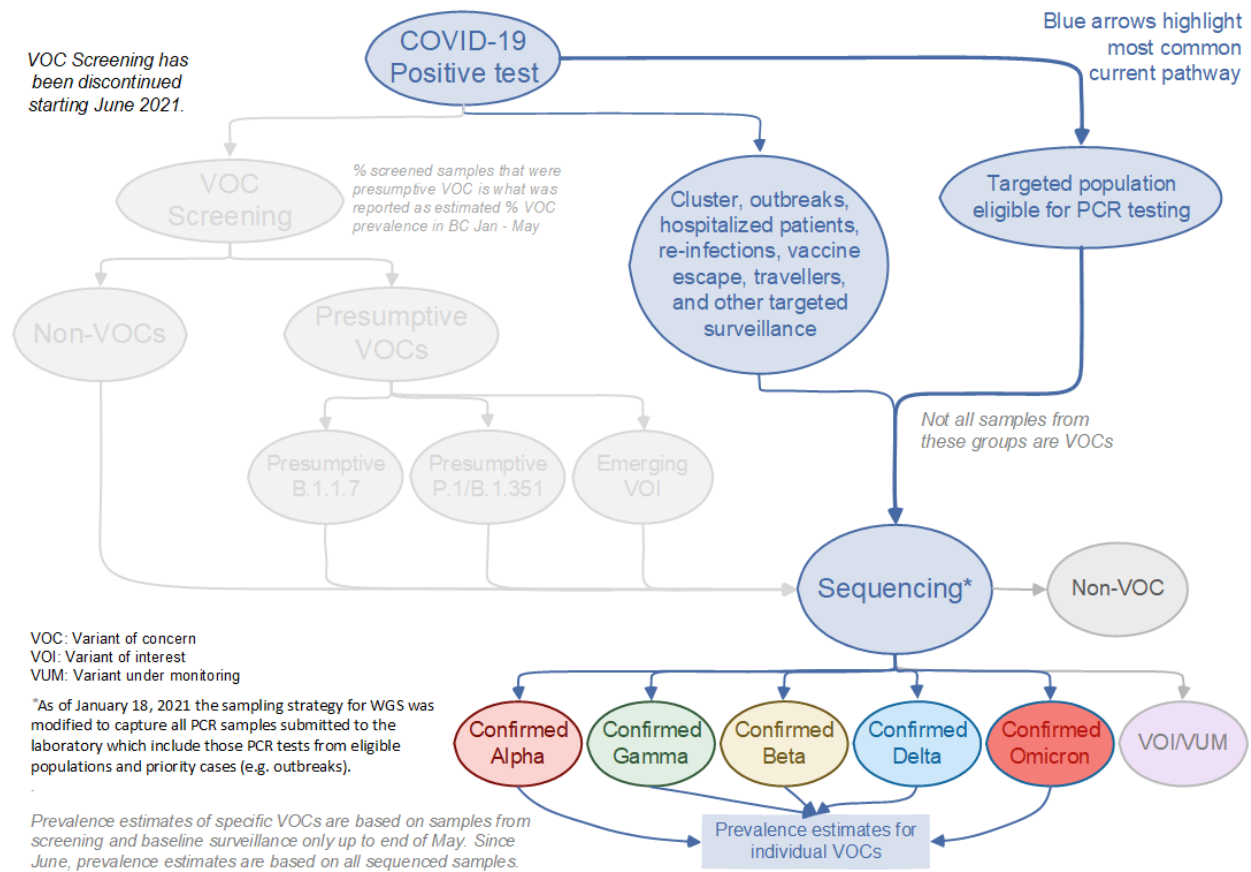 COVID-19
Positive test
Blue arrows highlight
most common
current pathway
VOC Screening has
been discontinued
starting June 2021.
VOC
Screening
% screened samples that were
presumptive VOC is what was
reported as estimated % VOC
prevalence in BC Jan - May
Cluster, outbreaks,
hospitalized patients,
re-infections, vaccine
escape, travellers,
and other targeted
surveillance
Targeted population
eligible for PCR testing
Non-VOCs
Presumptive
VOCs
Not all samples from
these groups are VOCs
Presumptive
B.1.1.7
Presumptive
P.1/B.1.351
Emerging
VOI
Sequencing*
Non-VOC
VOC: Variant of concern
VOI: Variant of interest
VUM: Variant under monitoring
*As of January 18, 2021 the sampling strategy for WGS was
modified to capture all PCR samples submitted to the
laboratory which include those PCR tests from eligible
populations and priority cases (e.g. outbreaks).
.
Confirmed
Alpha
Confirmed
Gamma
Confirmed
Beta
Confirmed
Delta
Confirmed
Omicron
VOI/VUM
Prevalence estimates of specific VOCs are based on samples from
screening and baseline surveillance only up to end of May. Since
June, prevalence estimates are based on all sequenced samples.
Prevalence estimates for
individual VOCs